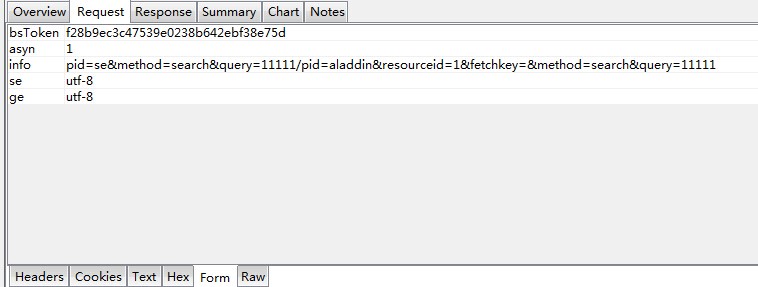 Overview Request Response Summary Chart Notes
bsToken f28b9ec3c47539e0238b642ebf38e75d
asyn 1
info pid=se&method=search&query=11111/pid=aladdin&resourceid=1&fetchkey=&method=search&query=11111
se utf-8
ge utf-8
Headers Cookies Text Hex Form Raw